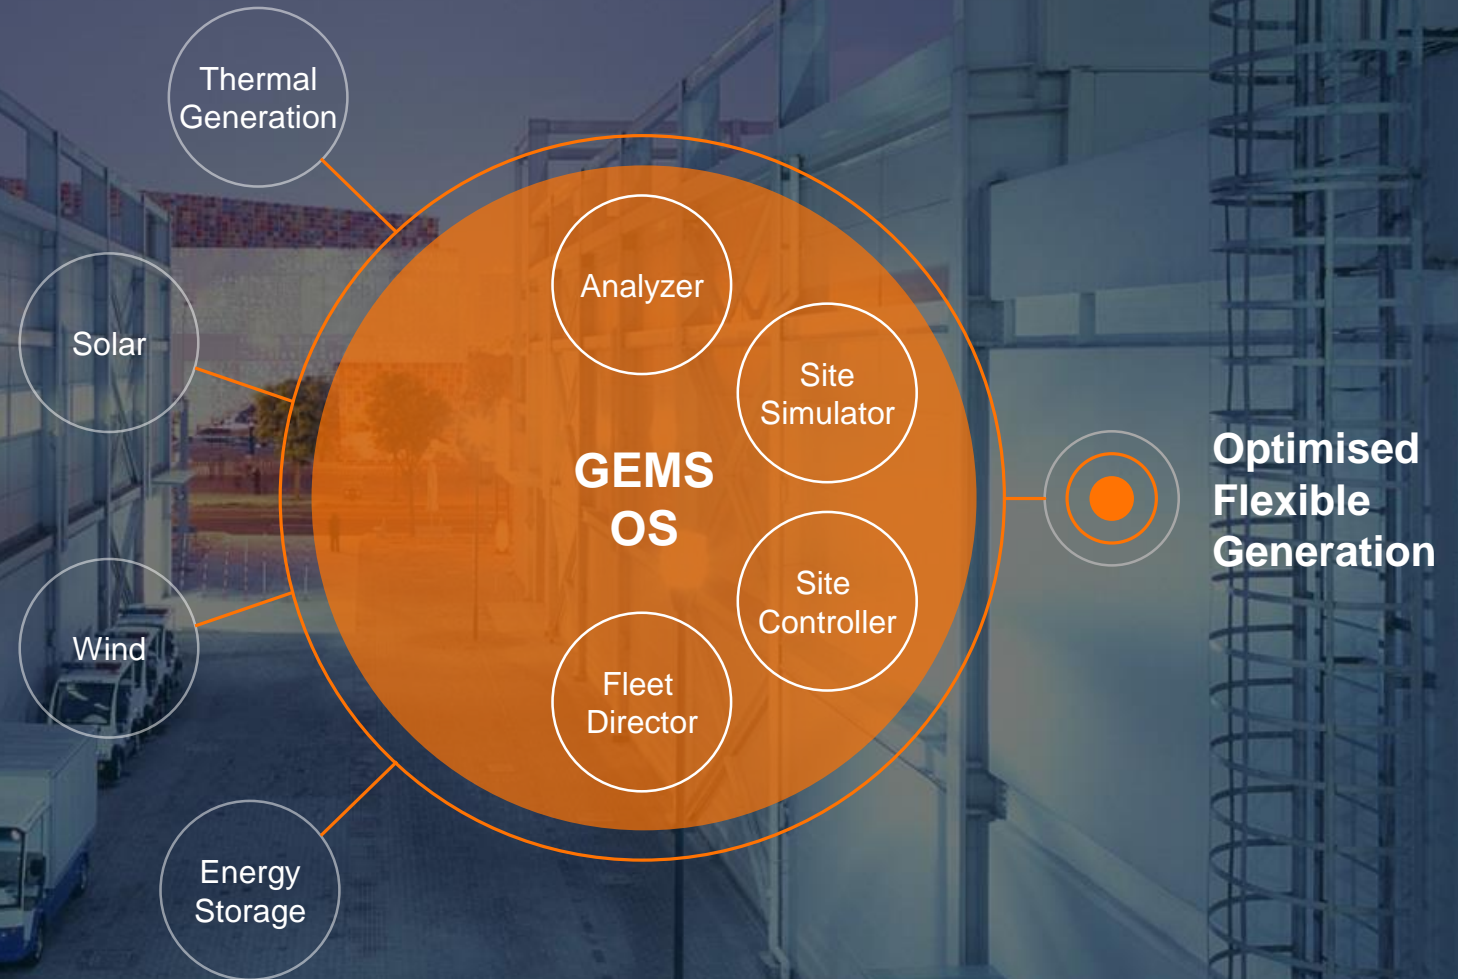 Thermal
Generation
Solar
Wind
Energy
Storage
Analyzer
Site
Simulator
GEMS
OS
Site
Controller
Fleet
Director
Optimised
Flexible
Generation